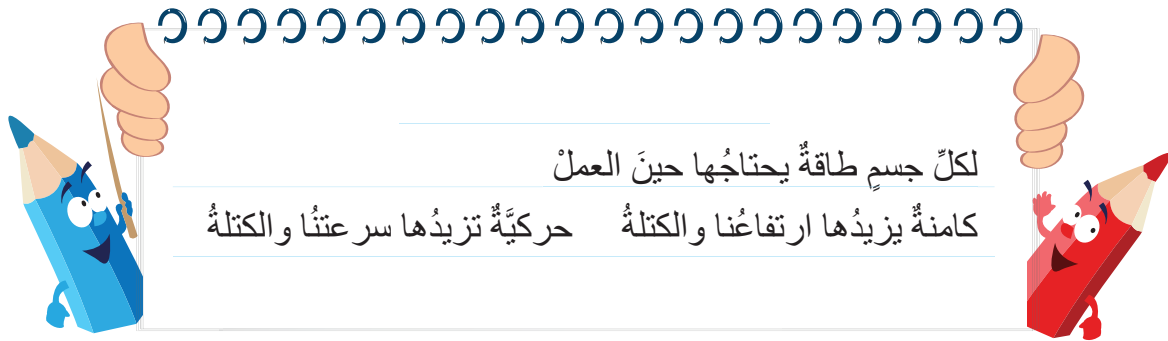 لكلِّ جسمٍ طاقةٌ يحتاجُها حينَ العملْ
كامنةٌ يزيدُها ارتفاعُنا والكتلةُ حركيَّةٌ تزيدُها سرعتنُا والكتلةُ